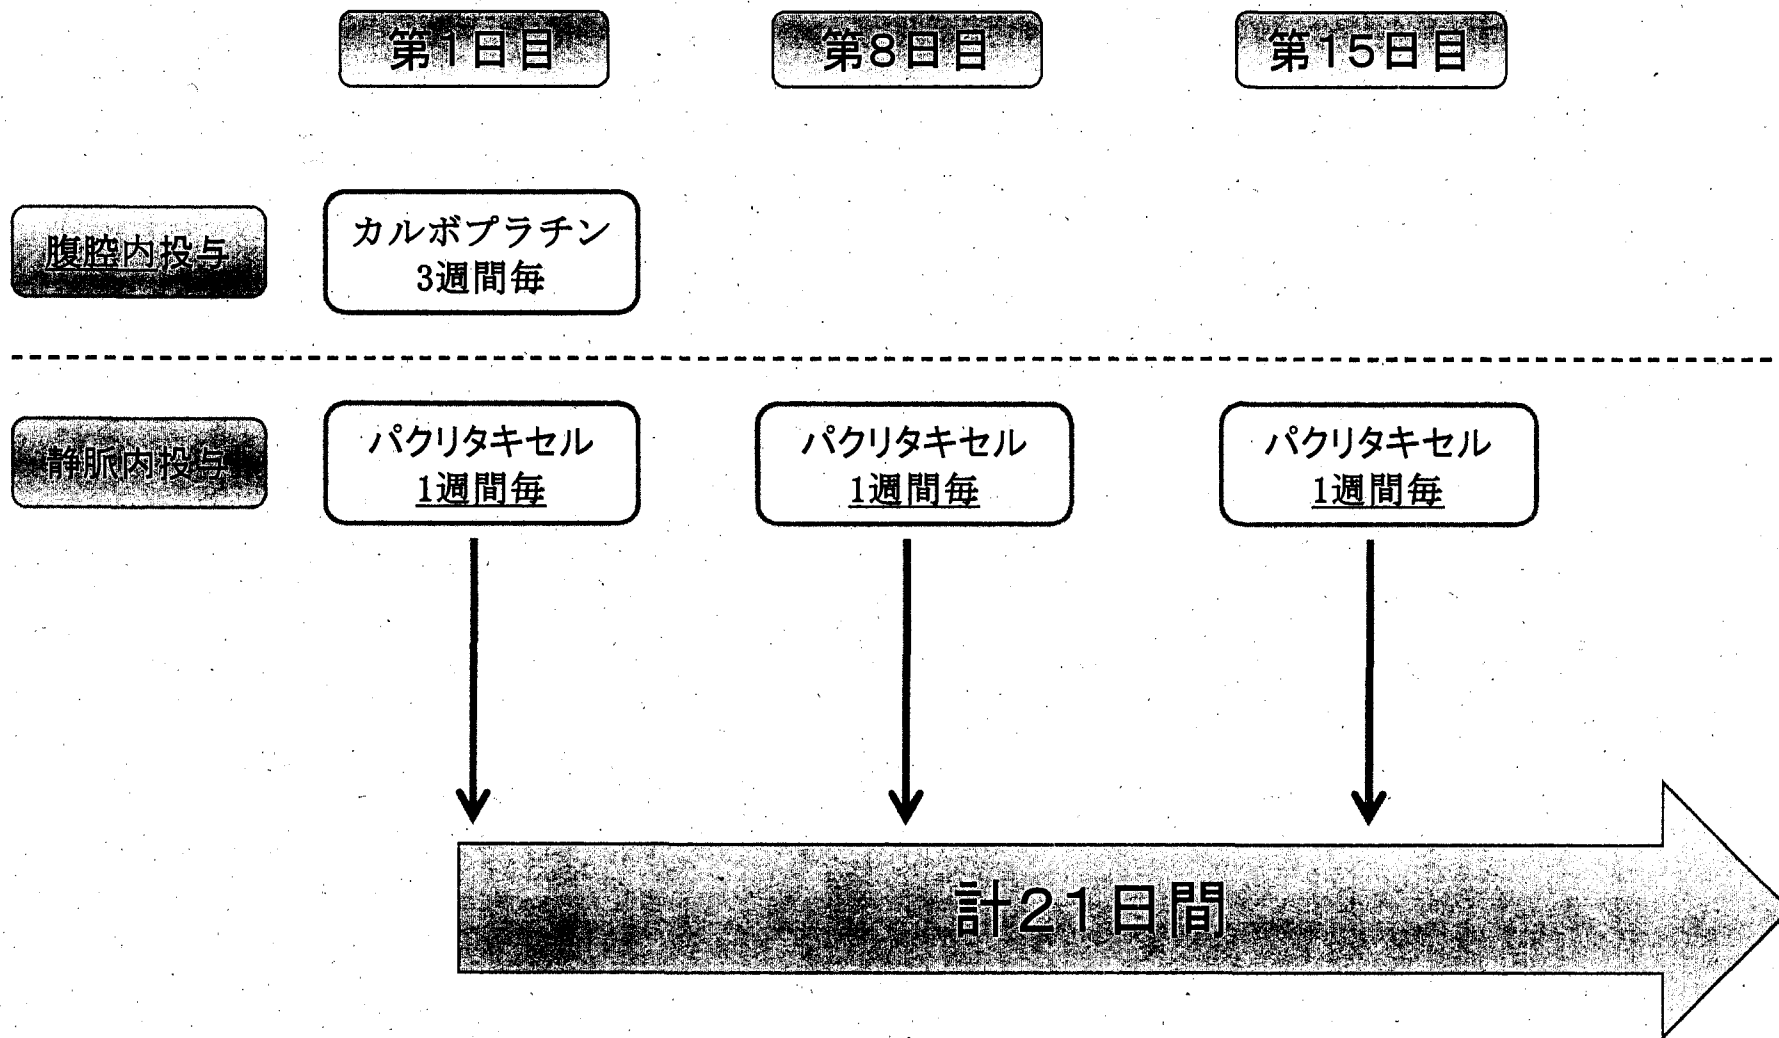 第1日目
第8日目
第15日目
腹腔内投与
カルボプラチン
3週間毎
静脈内投与
パクリタキセル
1週間毎
パクリタキセル
1週間毎
パクリタキセル
1週間毎
計21日間